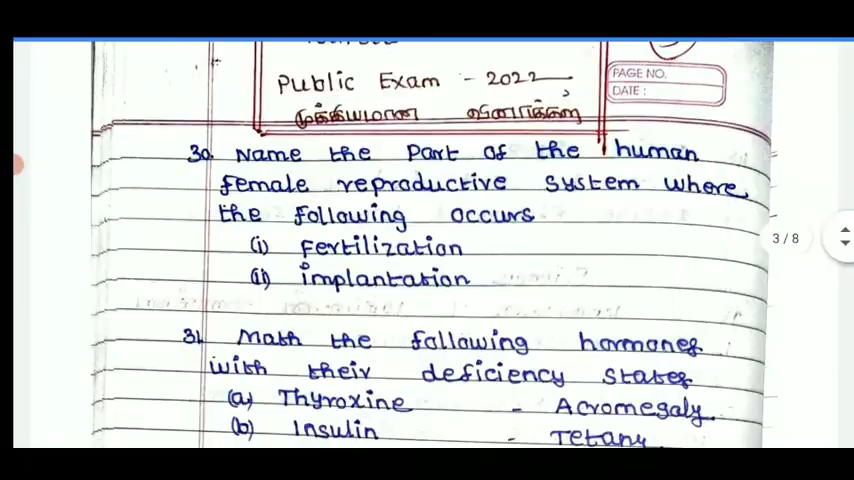 Public Exam - 2022
முக்கியமான வினாக்கள்
PAGE NO.
DATE :
30. Name the Part of the human
female reproductive system where
the following occurs
(i) Fertilization
(ii) implantation
3 / 8
31. Math the following hormones
with their deficiency states
(a) Thyroxine - Acromegaly
(b) Insulin - Tetany